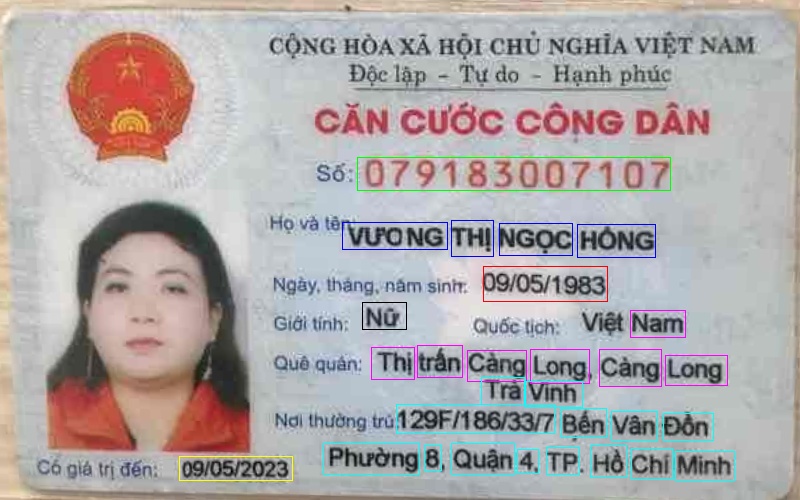 CỘNG HÒA XÃ HỘI CHỦ NGHĨA VIỆT NAM
Độc lập - Tự do - Hạnh phúc
CĂN CƯỚC CÔNG DÂN
Số: 079183007107
Họ và tên: VƯƠNG THỊ NGỌC HỒNG
Ngày, tháng, năm sinh: 09/05/1983
Giới tính: Nữ Quốc tịch: Việt Nam
Quê quán: Thị trấn Càng Long, Càng Long
Trà Vinh
Nơi thường trú: 129F/186/33/7 Bến Vân Đồn
Phường 8, Quận 4, TP. Hồ Chí Minh
Có giá trị đến: 09/05/2023